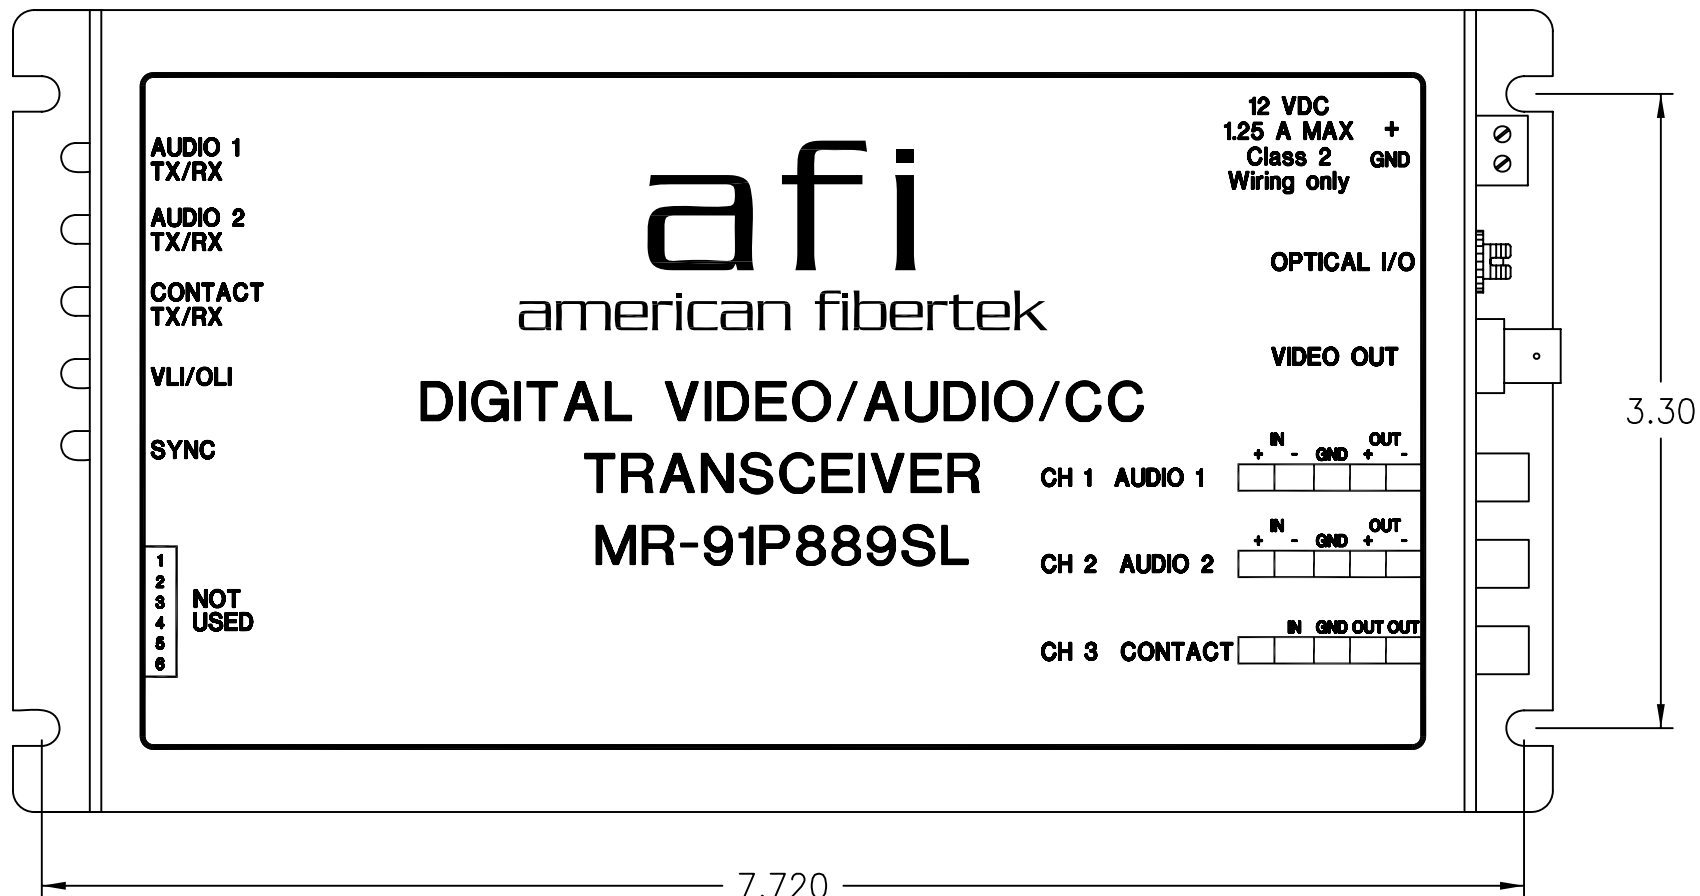 AUDIO 1
TX/RX
AUDIO 2
TX/RX
CONTACT
TX/RX
VLI/OLI
SYNC
1
2
3
4
5
6
NOT
USED
afi
american fibertek
DIGITAL VIDEO/AUDIO/CC
TRANSCEIVER
MR-91P889SL
12 VDC
1.25 A MAX +
Class 2 GND
Wiring only
OPTICAL I/O
VIDEO OUT
IN OUT
+ - GND + -
CH 1 AUDIO 1
IN OUT
+ - GND + -
CH 2 AUDIO 2
IN GND OUT OUT
CH 3 CONTACT
3.30
7.720